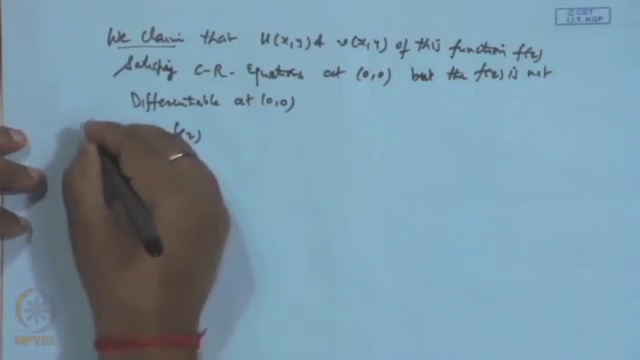 © CET
I.I.T. KGP
We claim that u(x,y) & v(x,y) of this function f(z)
Satisfies C-R- Equations at (0,0) but the f(z) is not
Differentiable at (0,0)
f(z)
NPTEL